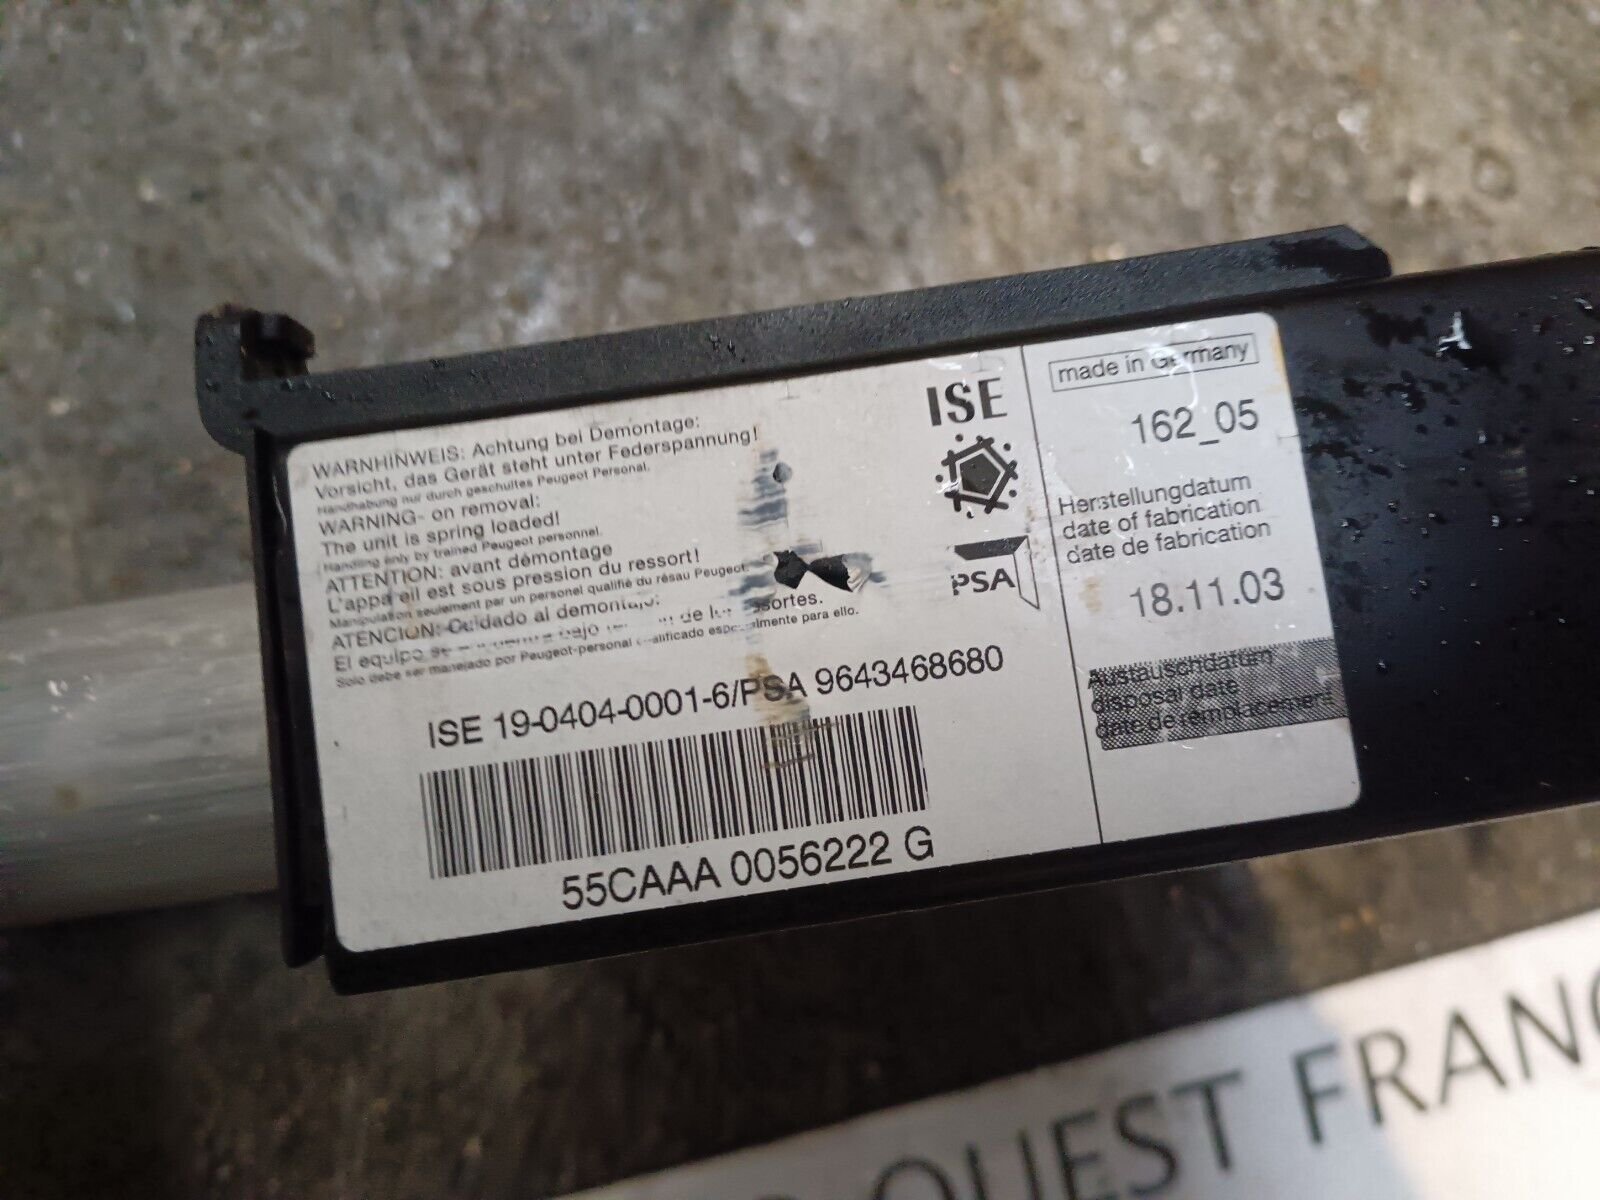 WARNHINWEIS: Achtung bei Demontage:
Vorsicht, das Gerät steht unter Federspannung!
Handhabung nur durch geschultes Peugeot Personal.
WARNING- on removal:
The unit is spring loaded!
Handling only by trained Peugeot personnel.
ATTENTION: avant démontage
L'appa eil est sous pression du ressort!
Manipulation seulement par un personel qualifié du résau Peugeot.
ATENCION: Cuidado al demontaje:
El equipo se bajo de los
Solo debe ser manejado por Peugeot-personal para ello.
ISE 19-0404-0001-6/PSA 9643468680
55CAAA 0056222 G
ISE
PSA
made in Germany
162_05
Herstellungdatum
date of fabrication
date de fabrication
18.11.03
Austauschdatum
disposal date
date de remplacement
OUEST FRANC